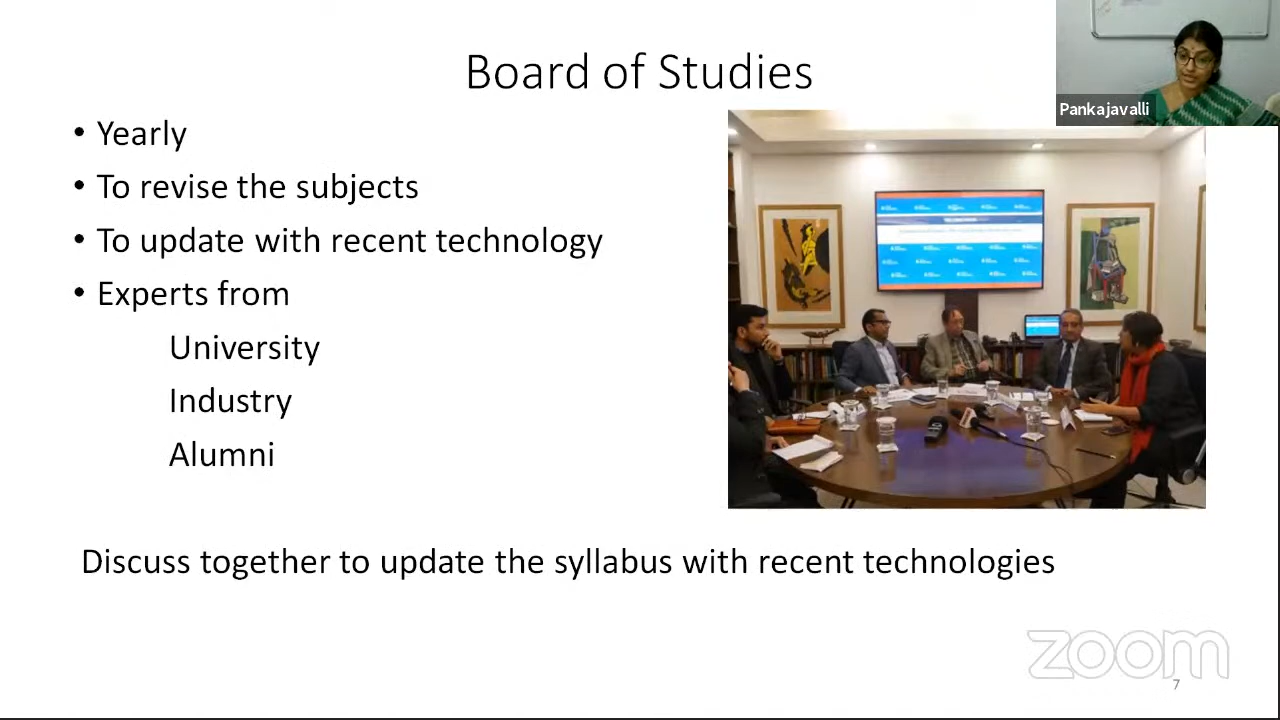 Board of Studies
Pankajavalli
• Yearly
• To revise the subjects
• To update with recent technology
• Experts from
University
Industry
Alumni
Discuss together to update the syllabus with recent technologies
zoom
7